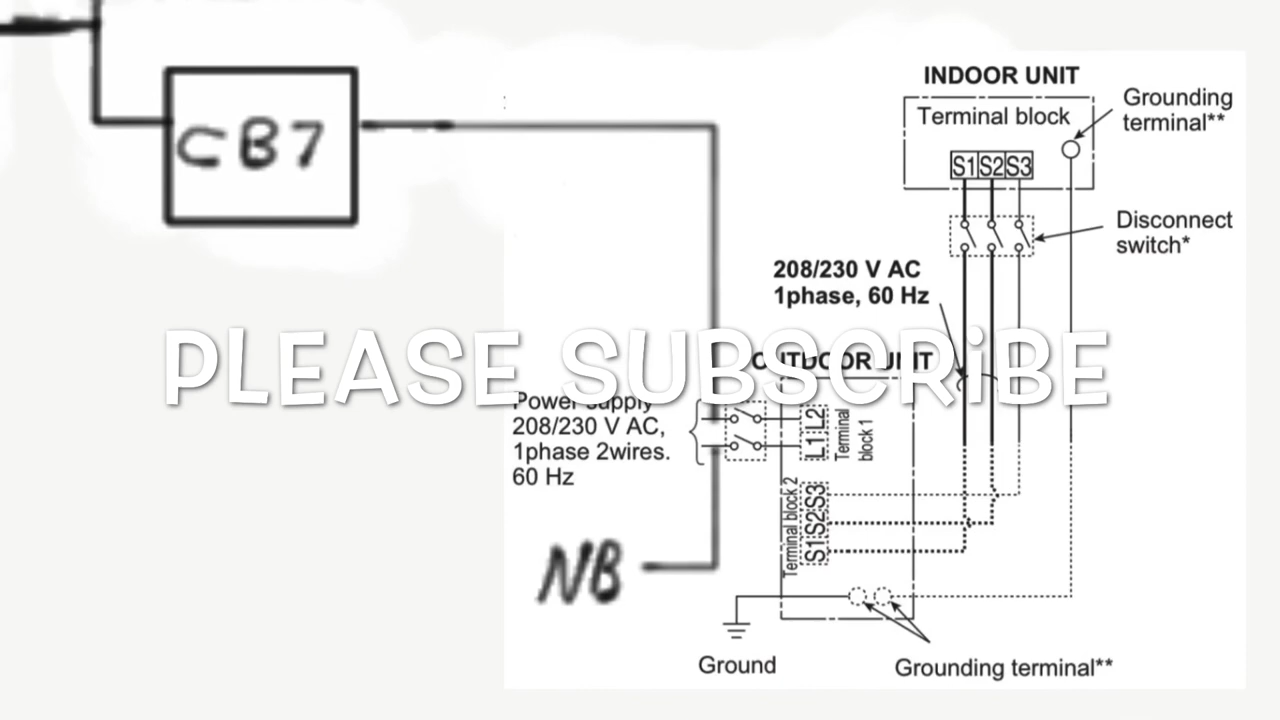 CB7
INDOOR UNIT
Terminal block
Grounding
terminal**
S1 S2 S3
Disconnect
switch*
208/230 V AC
1phase, 60 Hz
PLEASE SUBSCRiBE
OUTDOOR UNIT
Power supply
208/230 V AC,
1phase 2wires.
60 Hz
L1 L2
Terminal
block 1
S1 S2 S3
Terminal block 2
NB
Ground
Grounding terminal**